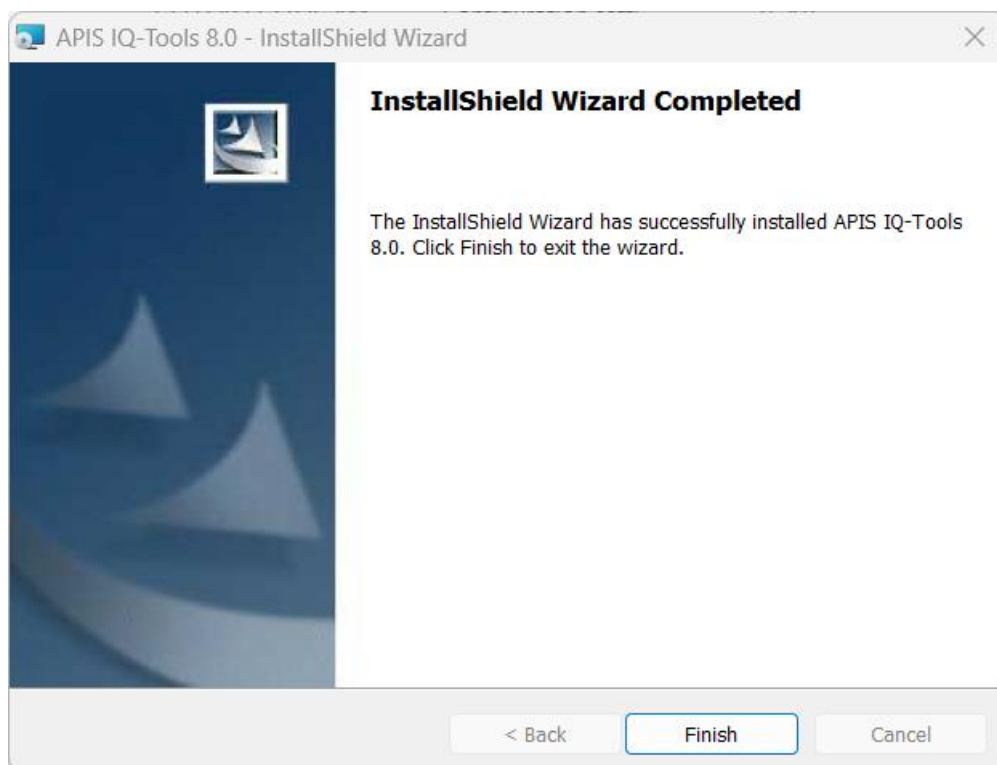 APIS IQ-Tools 8.0 - InstallShield Wizard
InstallShield Wizard Completed
The InstallShield Wizard has successfully installed APIS IQ-Tools
8.0. Click Finish to exit the wizard.
< Back
Finish
Cancel